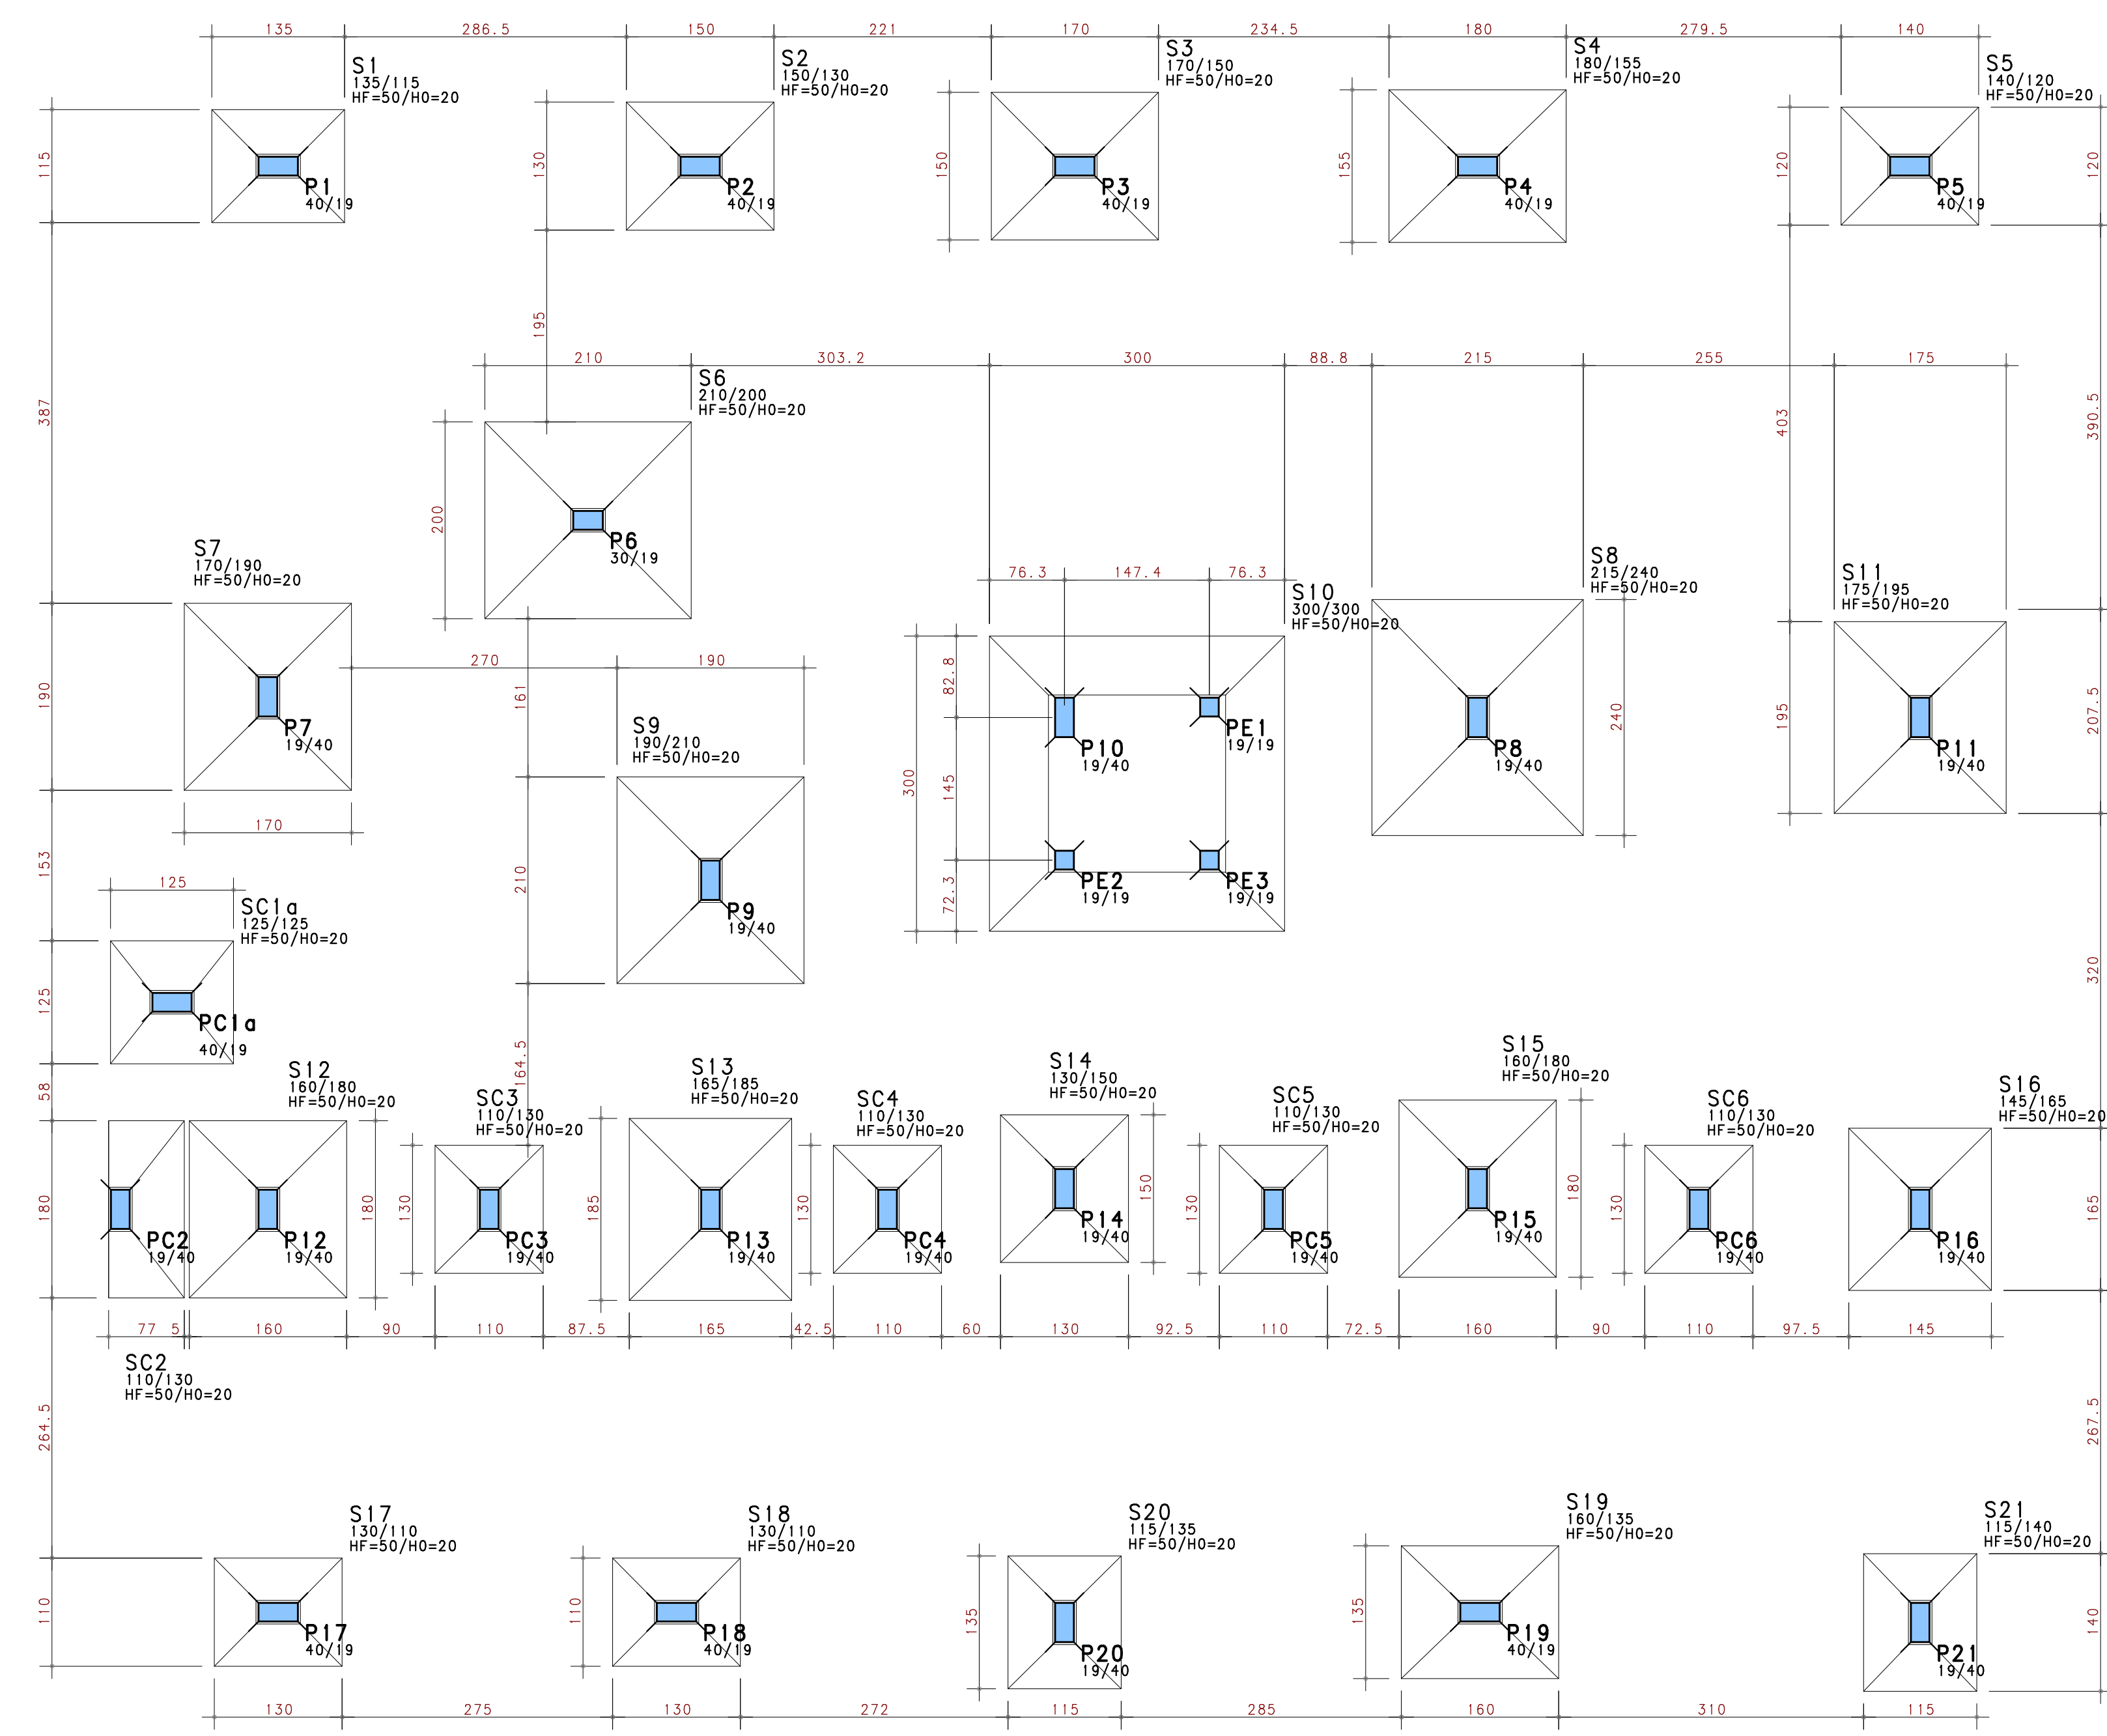 135
286.5
150
221
170
234.5
180
279.5
140
S1
135/115
HF=50/H0=20
S2
150/130
HF=50/H0=20
S3
170/150
HF=50/H0=20
S4
180/155
HF=50/H0=20
S5
140/120
HF=50/H0=20
115
130
150
155
120
120
P1
40/19
P2
40/19
P3
40/19
P4
40/19
P5
40/19
195
387
403
390.5
210
303.2
300
88.8
215
255
175
S6
210/200
HF=50/H0=20
200
P6
30/19
S7
170/190
HF=50/H0=20
190
P7
19/40
170
270
190
161
S9
190/210
HF=50/H0=20
210
P9
19/40
76.3
147.4
76.3
S10
300/300
HF=50/H0=20
82.8
300
145
72.3
P10
19/40
PE1
19/19
PE2
19/19
PE3
19/19
S8
215/240
HF=50/H0=20
P8
19/40
240
S11
175/195
HF=50/H0=20
195
P11
19/40
207.5
153
125
SC1a
125/125
HF=50/H0=20
125
PC1a
40/19
58
164.5
320
S12
160/180
HF=50/H0=20
SC3
110/130
HF=50/H0=20
S13
165/185
HF=50/H0=20
SC4
110/130
HF=50/H0=20
S14
130/150
HF=50/H0=20
SC5
110/130
HF=50/H0=20
S15
160/180
HF=50/H0=20
SC6
110/130
HF=50/H0=20
S16
145/165
HF=50/H0=20
180
PC2
19/40
P12
19/40
180
130
PC3
19/40
185
P13
19/40
130
PC4
19/40
P14
19/40
150
130
PC5
19/40
P15
19/40
180
130
PC6
19/40
P16
19/40
165
77
5
160
90
110
87.5
165
42.5
110
60
130
92.5
110
72.5
160
90
110
97.5
145
SC2
110/130
HF=50/H0=20
264.5
267.5
S17
130/110
HF=50/H0=20
S18
130/110
HF=50/H0=20
S20
115/135
HF=50/H0=20
S19
160/135
HF=50/H0=20
S21
115/140
HF=50/H0=20
110
P17
40/19
110
P18
40/19
135
P20
19/40
135
P19
40/19
P21
19/40
140
130
275
130
272
115
285
160
310
115